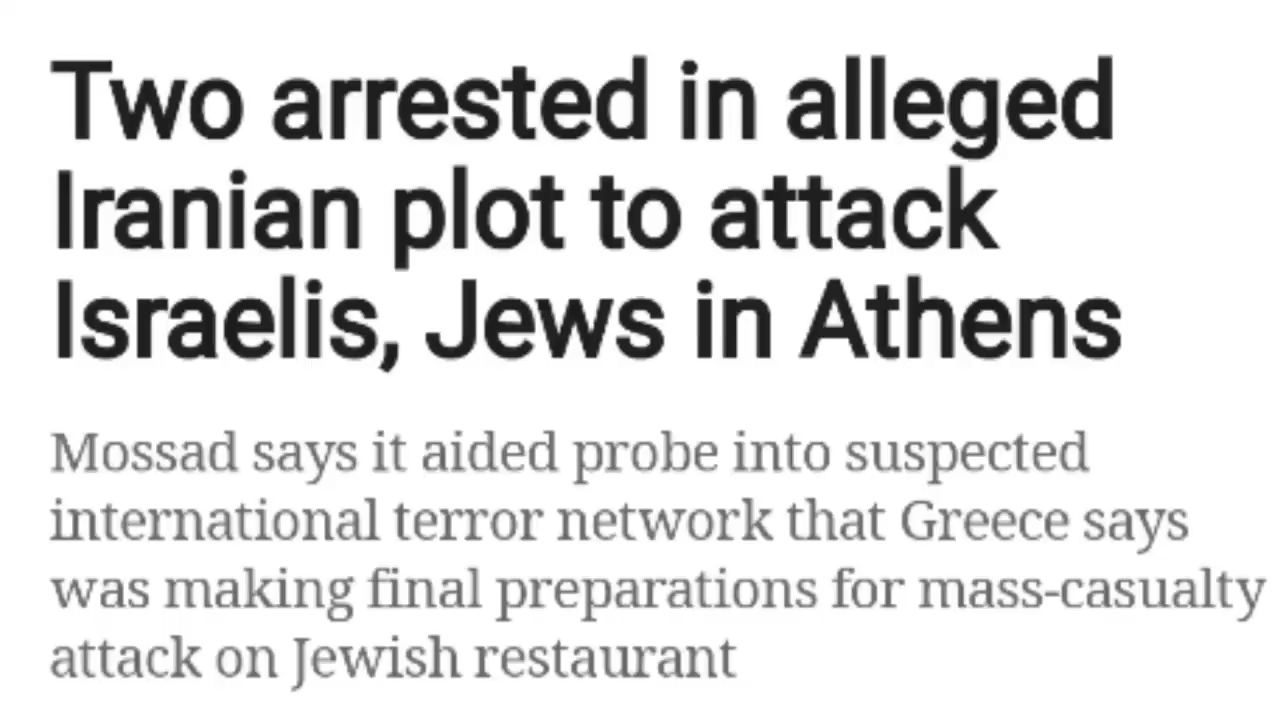 Two arrested in alleged
Iranian plot to attack
Israelis, Jews in Athens
Mossad says it aided probe into suspected
international terror network that Greece says
was making final preparations for mass-casualty
attack on Jewish restaurant